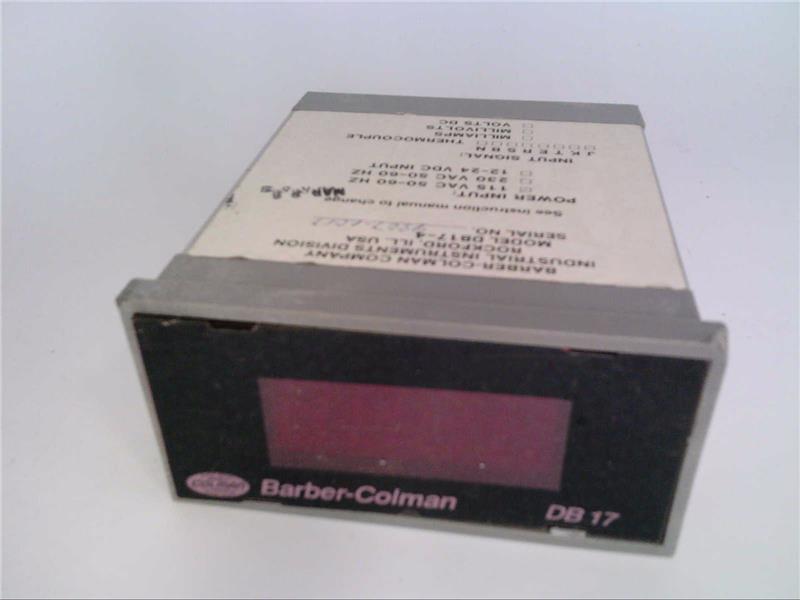 BARBER-COLMAN COMPANY
INDUSTRIAL INSTRUMENTS DIVISION
ROCKFORD, ILL. USA
MODEL DB17-4
SERIAL NO.
See instruction manual to change
POWER INPUT:
115 VAC 50-60 HZ
230 VAC 50-60 HZ
12-24 VDC INPUT
INPUT SIGNAL:
J K T E R S B N
THERMOCOUPLE
MILLIAMPS
MILLIVOLTS
VOLTS DC
MAR
COLMAN
Barber-Colman
DB 17